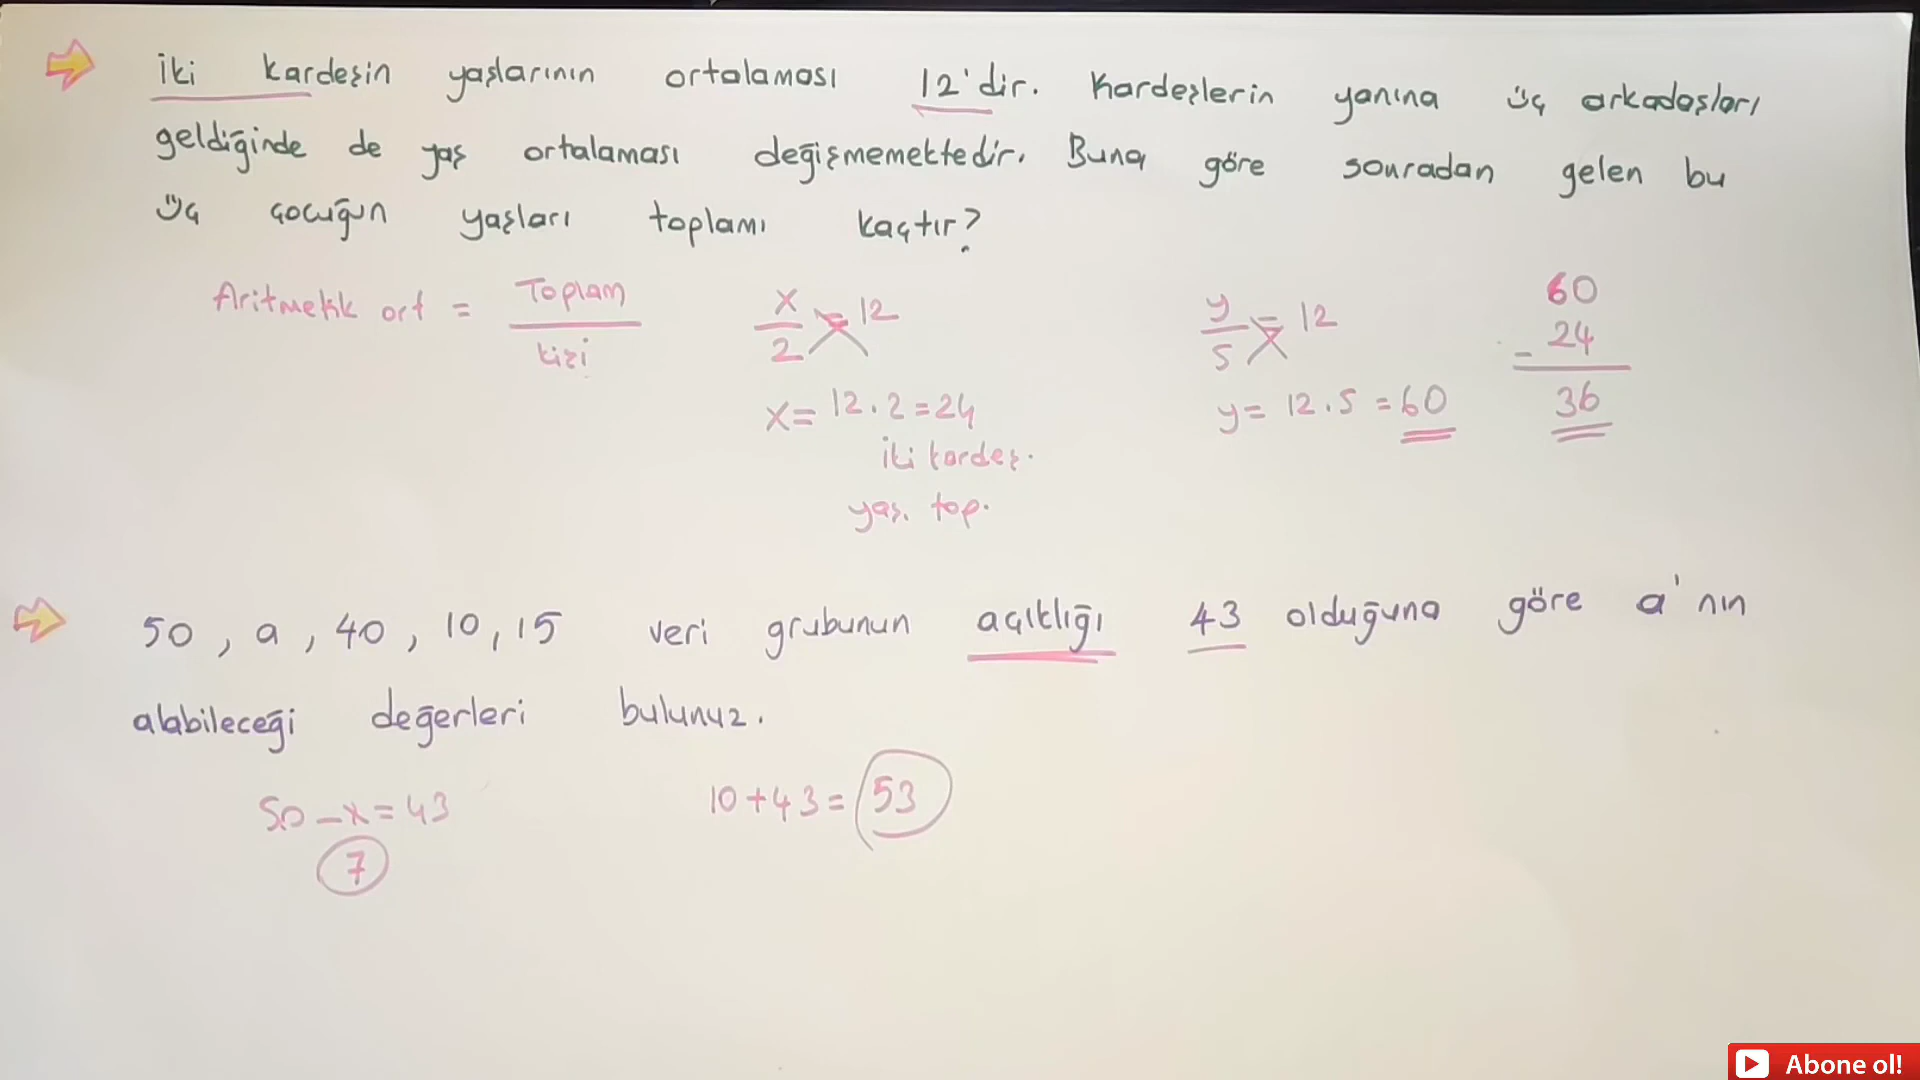 İki kardeşin yaşlarının ortalaması 12'dir. Kardeşlerin yanına üç arkadaşları
geldiğinde de yaş ortalaması değişmemektedir. Buna göre sonradan gelen bu
üç çocuğun yaşları toplamı kaçtır?
Aritmetik ort = Toplam / kişi
x/2 = 12
x = 12.2=24
iki kardeş.
yaş. top.
y/5 = 12
y= 12.5 =60
60
- 24
36
50, a, 40, 10, 15 veri grubunun açıklığı 43 olduğuna göre a'nın
alabileceği değerleri bulunuz.
50-x=43
7
10+43=53
Abone ol!